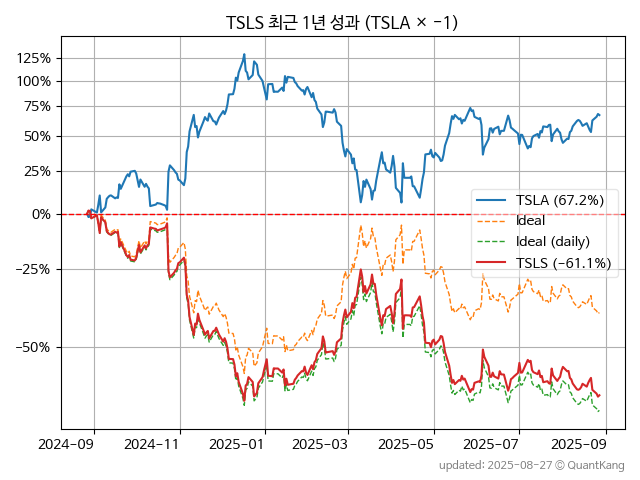 TSLS 최근 1년 성과 (TSLA × −1)
125%
100%
75%
50%
25%
0%
−25%
−50%
TSLA (67.2%)
Ideal
Ideal (daily)
TSLS (−61.1%)
2024-09 2024-11 2025-01 2025-03 2025-05 2025-07 2025-09
updated: 2025-08-27 © QuantKang